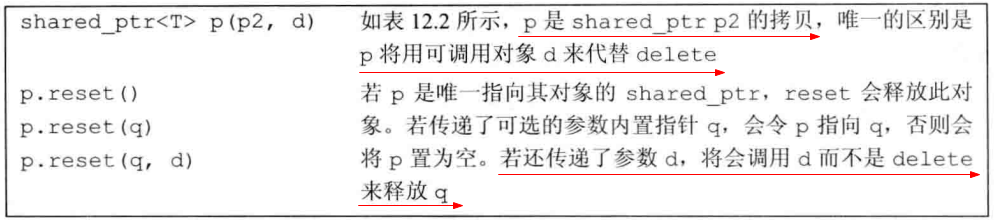 shared_ptr<T> p(p2, d) 如表 12.2 所示，p 是 shared_ptr p2 的拷贝，唯一的区别是
p 将用可调用对象 d 来代替 delete
p.reset() 若 p 是唯一指向其对象的 shared_ptr，reset 会释放此对
p.reset(q) 象。若传递了可选的参数内置指针 q，会令 p 指向 q，否则会
p.reset(q, d) 将 p 置为空。若还传递了参数 d，将会调用 d 而不是 delete
来释放 q